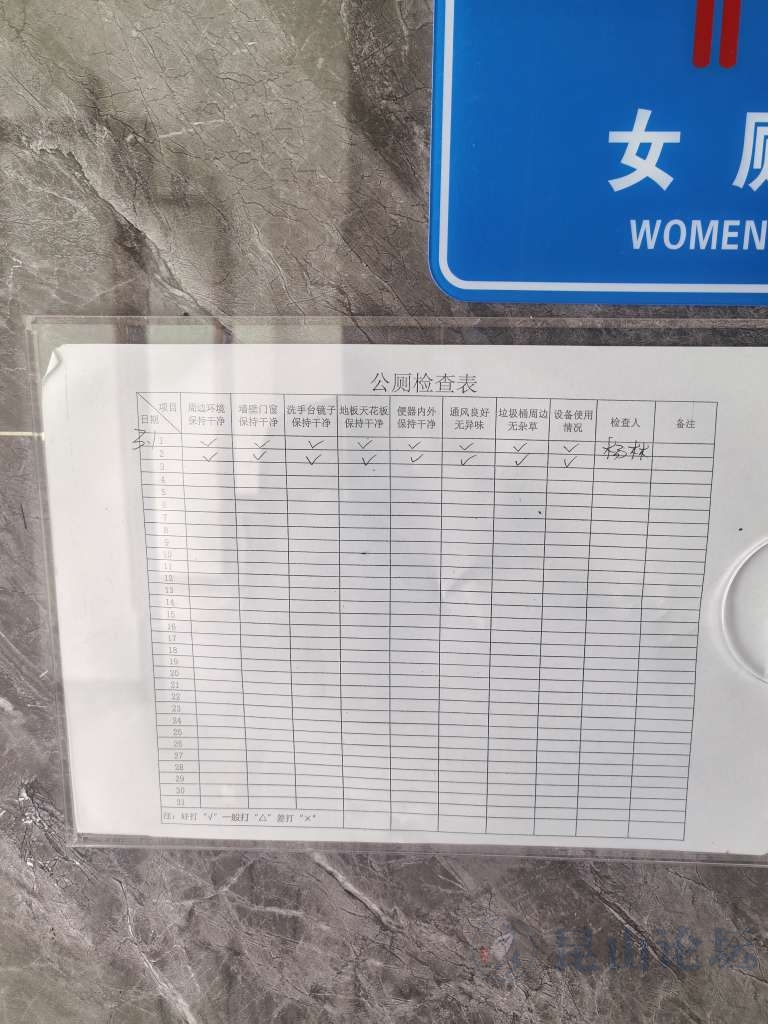 女
WOMEN
公厕检查表
项目
日期
周边环境
保持干净
墙壁门窗
保持干净
洗手台镜子
保持干净
地板天花板
保持干净
便器内外
保持干净
通风良好
无异味
垃圾桶周边
无杂草
设备使用
情况
检查人
备注
1 ✓ ✓ ✓ ✓ ✓ ✓ ✓ ✓
2 ✓ ✓ ✓ ✓ ✓ ✓ ✓ ✓
3
4
5
6
7
8
9
10
11
12
13
14
15
16
17
18
19
20
21
22
23
24
25
26
27
28
29
30
31
注：好打“√”一般打“△”差打“×”
昆山论坛